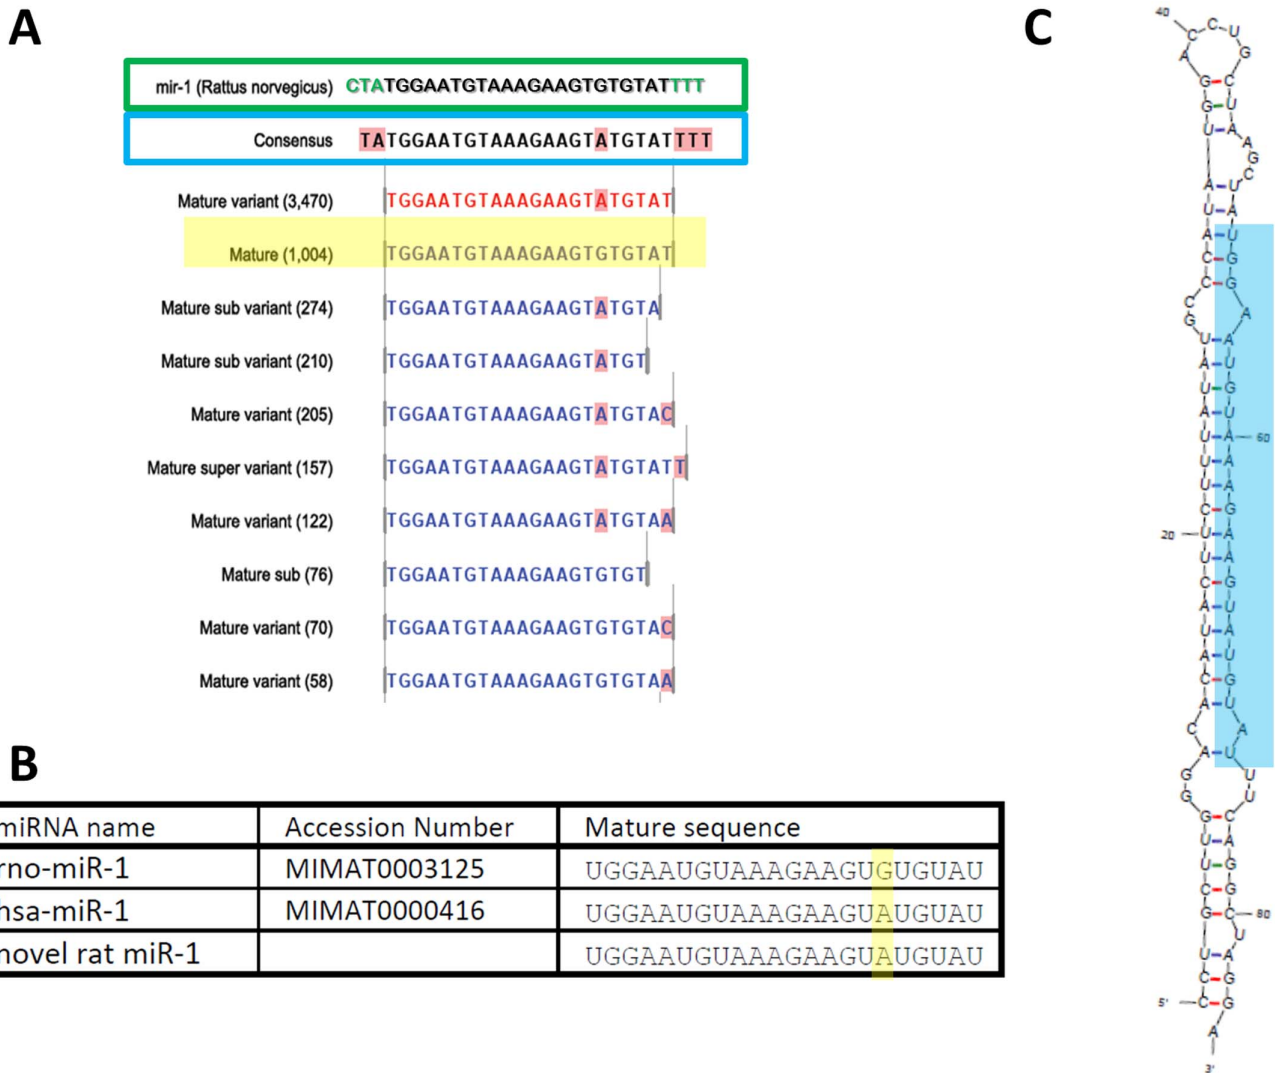 A
C
mir-1 (Rattus norvegicus) CTATGGAATGTAAAGAAGTGTGTATTTT
Consensus TATGGAATGTAAAGAAGTATGTATTTT
Mature variant (3,470) TGGAATGTAAAGAAGTATGTAT
Mature (1,004) TGGAATGTAAAGAAGTGTGTAT
Mature sub variant (274) TGGAATGTAAAGAAGTATGTA
Mature sub variant (210) TGGAATGTAAAGAAGTATGT
Mature variant (205) TGGAATGTAAAGAAGTATGTAC
Mature super variant (157) TGGAATGTAAAGAAGTATGTATT
Mature variant (122) TGGAATGTAAAGAAGTATGTAA
Mature sub (76) TGGAATGTAAAGAAGTGTGT
Mature variant (70) TGGAATGTAAAGAAGTGTGTAC
Mature variant (58) TGGAATGTAAAGAAGTGTGTAA
B
miRNA name Accession Number Mature sequence
rno-miR-1 MIMAT0003125 UGGAAUGUAAAGAAGUGUGUAU
hsa-miR-1 MIMAT0000416 UGGAAUGUAAAGAAGUAUGUAU
novel rat miR-1 UGGAAUGUAAAGAAGUAUGUAU
40
60
20
80
5'
3'